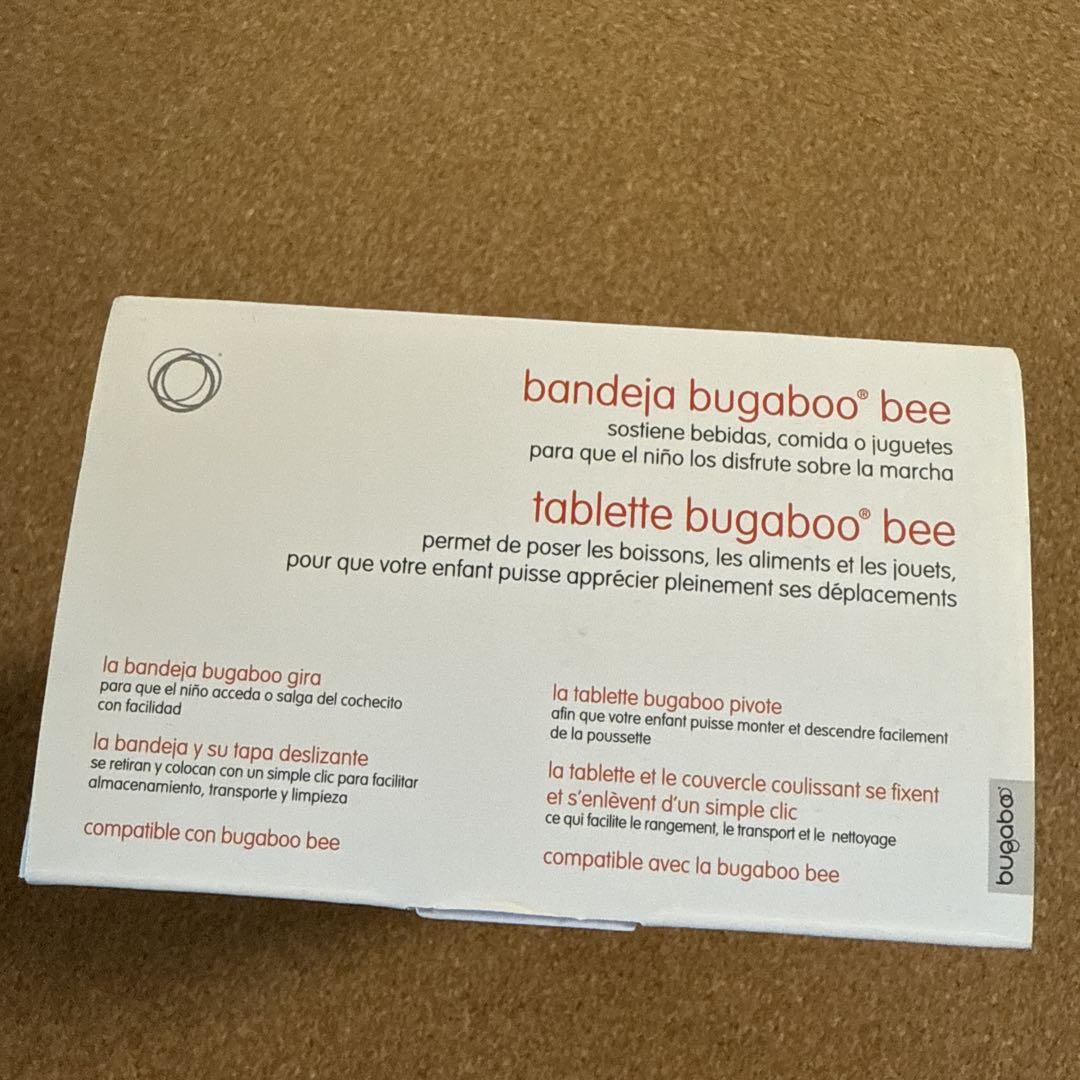 bandeja bugaboo® bee
sostiene bebidas, comida o juguetes
para que el niño los disfrute sobre la marcha
tablette bugaboo® bee
permet de poser les boissons, les aliments et les jouets,
pour que votre enfant puisse apprécier pleinement ses déplacements
la bandeja bugaboo gira
para que el niño acceda o salga del cochecito
con facilidad
la bandeja y su tapa deslizante
se retiran y colocan con un simple clic para facilitar
almacenamiento, transporte y limpieza
compatible con bugaboo bee
la tablette bugaboo pivote
afin que votre enfant puisse monter et descendre facilement
de la poussette
la tablette et le couvercle coulissant se fixent
et s'enlèvent d'un simple clic
ce qui facilite le rangement, le transport et le nettoyage
compatible avec la bugaboo bee
bugaboo